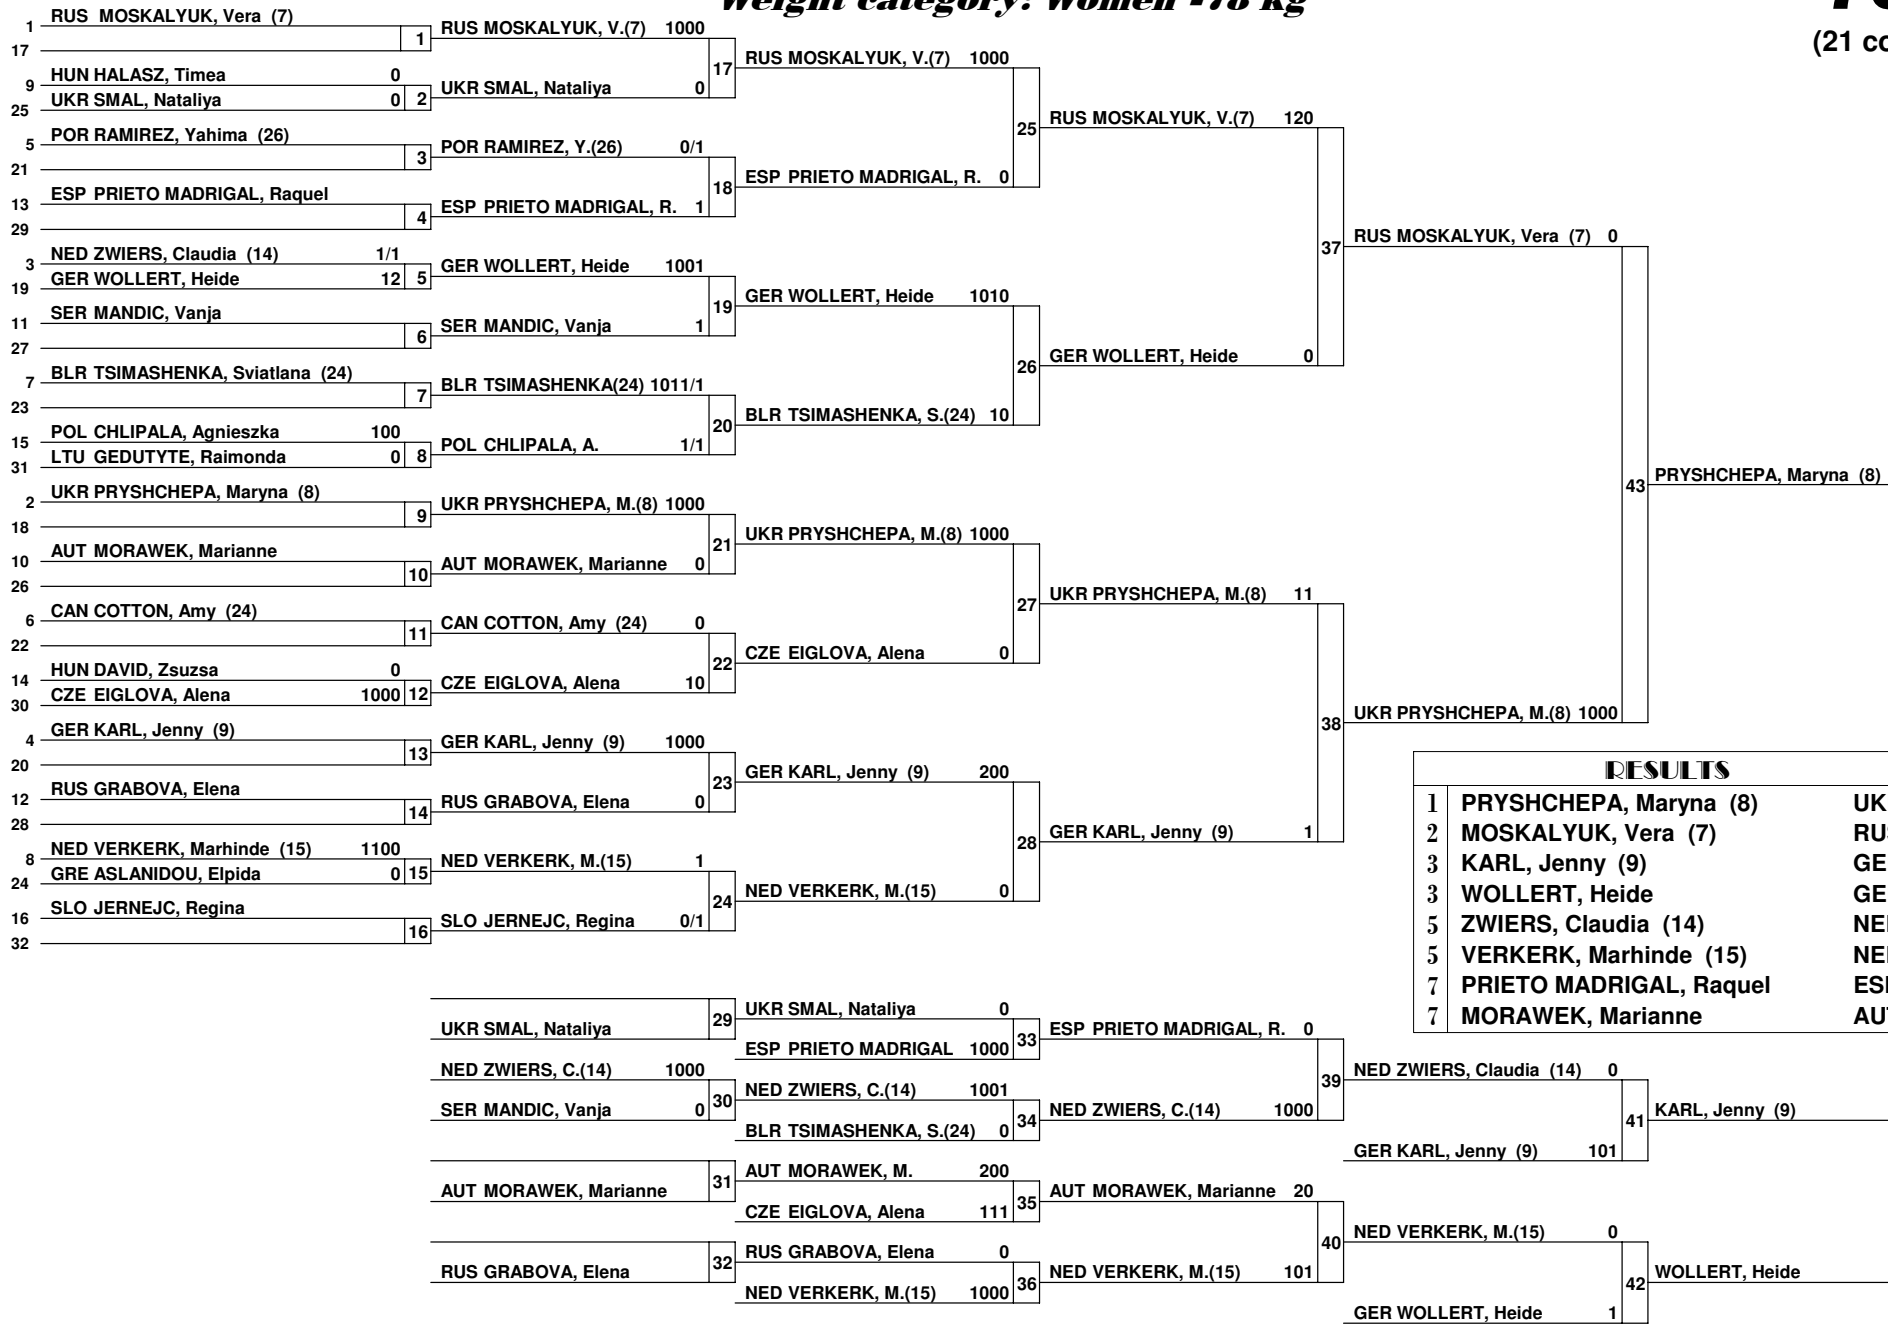 Weight category: Women -78 kg
(21 co
1 RUS MOSKALYUK, Vera (7)
17
1
9 HUN HALASZ, Timea 0
25 UKR SMAL, Nataliya 0
2
5 POR RAMIREZ, Yahima (26)
21
3
13 ESP PRIETO MADRIGAL, Raquel
29
4
3 NED ZWIERS, Claudia (14) 1/1
19 GER WOLLERT, Heide 12
5
11 SER MANDIC, Vanja
27
6
7 BLR TSIMASHENKA, Sviatlana (24)
23
7
15 POL CHLIPALA, Agnieszka 100
31 LTU GEDUTYTE, Raimonda 0
8
2 UKR PRYSHCHEPA, Maryna (8)
18
9
10 AUT MORAWEK, Marianne
26
10
6 CAN COTTON, Amy (24)
22
11
14 HUN DAVID, Zsuzsa 0
30 CZE EIGLOVA, Alena 1000
12
4 GER KARL, Jenny (9)
20
13
12 RUS GRABOVA, Elena
28
14
8 NED VERKERK, Marhinde (15) 1100
24 GRE ASLANIDOU, Elpida 0
15
16 SLO JERNEJC, Regina
32
16
RUS MOSKALYUK, V.(7) 1000
UKR SMAL, Nataliya 0
17
POR RAMIREZ, Y.(26) 0/1
ESP PRIETO MADRIGAL, R. 1
18
GER WOLLERT, Heide 1001
SER MANDIC, Vanja 1
19
BLR TSIMASHENKA(24) 1011/1
POL CHLIPALA, A. 1/1
20
UKR PRYSHCHEPA, M.(8) 1000
AUT MORAWEK, Marianne 0
21
CAN COTTON, Amy (24) 0
CZE EIGLOVA, Alena 10
22
GER KARL, Jenny (9) 1000
RUS GRABOVA, Elena 0
23
NED VERKERK, M.(15) 1
SLO JERNEJC, Regina 0/1
24
RUS MOSKALYUK, V.(7) 1000
ESP PRIETO MADRIGAL, R. 0
25
GER WOLLERT, Heide 1010
BLR TSIMASHENKA, S.(24) 10
26
UKR PRYSHCHEPA, M.(8) 1000
CZE EIGLOVA, Alena 0
27
GER KARL, Jenny (9) 200
NED VERKERK, M.(15) 0
28
RUS MOSKALYUK, V.(7) 120
GER WOLLERT, Heide 0
37
UKR PRYSHCHEPA, M.(8) 11
GER KARL, Jenny (9) 1
38
RUS MOSKALYUK, Vera (7) 0
UKR PRYSHCHEPA, M.(8) 1000
43
PRYSHCHEPA, Maryna (8)
RESULTS
1 PRYSHCHEPA, Maryna (8) UK
2 MOSKALYUK, Vera (7) RU
3 KARL, Jenny (9) GE
3 WOLLERT, Heide GE
5 ZWIERS, Claudia (14) NE
5 VERKERK, Marhinde (15) NE
7 PRIETO MADRIGAL, Raquel ES
7 MORAWEK, Marianne AU
UKR SMAL, Nataliya
29
NED ZWIERS, C.(14) 1000
SER MANDIC, Vanja 0
30
AUT MORAWEK, Marianne
31
RUS GRABOVA, Elena
32
UKR SMAL, Nataliya 0
ESP PRIETO MADRIGAL 1000
33
NED ZWIERS, C.(14) 1001
BLR TSIMASHENKA, S.(24) 0
34
AUT MORAWEK, M. 200
CZE EIGLOVA, Alena 111
35
RUS GRABOVA, Elena 0
NED VERKERK, M.(15) 1000
36
ESP PRIETO MADRIGAL, R. 0
NED ZWIERS, C.(14) 1000
39
AUT MORAWEK, Marianne 20
NED VERKERK, M.(15) 101
40
NED ZWIERS, Claudia (14) 0
GER KARL, Jenny (9) 101
41
KARL, Jenny (9)
NED VERKERK, M.(15) 0
GER WOLLERT, Heide 1
42
WOLLERT, Heide